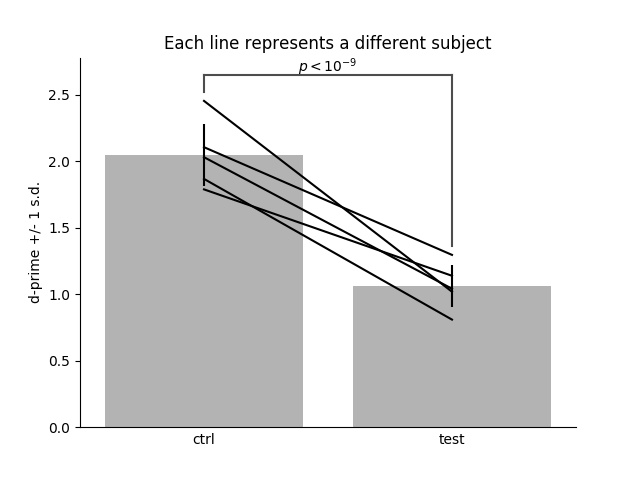 Each line represents a different subject
p < 10⁻⁹
d-prime +/- 1 s.d.
2.5
2.0
1.5
1.0
0.5
0.0
ctrl test